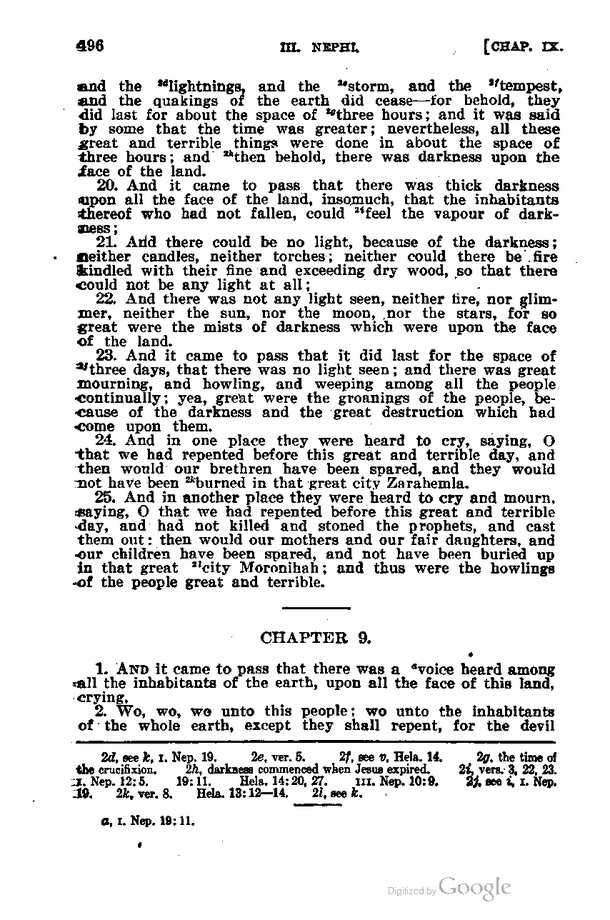 496 III. NEPHI. [CHAP. IX.
and the 2dlightnings, and the 2estorm, and the 2ftempest,
and the quakings of the earth did cease—for behold, they
did last for about the space of 2gthree hours; and it was said
by some that the time was greater; nevertheless, all these
great and terrible things were done in about the space of
three hours; and 2hthen behold, there was darkness upon the
face of the land.
20. And it came to pass that there was thick darkness
upon all the face of the land, insomuch, that the inhabitants
thereof who had not fallen, could 2ifeel the vapour of dark-
ness;
21. And there could be no light, because of the darkness;
neither candles, neither torches; neither could there be fire
kindled with their fine and exceeding dry wood, so that there
could not be any light at all;
22. And there was not any light seen, neither fire, nor glim-
mer, neither the sun, nor the moon, nor the stars, for so
great were the mists of darkness which were upon the face
of the land.
23. And it came to pass that it did last for the space of
2jthree days, that there was no light seen; and there was great
mourning, and howling, and weeping among all the people
continually; yea, great were the groanings of the people, be-
cause of the darkness and the great destruction which had
come upon them.
24. And in one place they were heard to cry, saying, O
that we had repented before this great and terrible day, and
then would our brethren have been spared, and they would
not have been 2kburned in that great city Zarahemla.
25. And in another place they were heard to cry and mourn,
saying, O that we had repented before this great and terrible
day, and had not killed and stoned the prophets, and cast
them out: then would our mothers and our fair daughters, and
our children have been spared, and not have been buried up
in that great 2lcity Moronihah; and thus were the howlings
of the people great and terrible.
CHAPTER 9.
1. AND it came to pass that there was a avoice heard among
all the inhabitants of the earth, upon all the face of this land,
crying,
2. Wo, wo, wo unto this people; wo unto the inhabitants
of the whole earth, except they shall repent, for the devil
2d, see k, I. Nep. 19. 2e, ver. 5. 2f, see v, Hela. 14. 2g, the time of
the crucifixion. 2h, darkness commenced when Jesus expired. 2i, vers. 3, 22, 23.
I. Nep. 12:5. 19:11. Hela. 14:20, 27. III. Nep. 10:9. 2j, see i, I. Nep.
19. 2k, ver. 8. Hela. 13:12—14. 2l, see k.
a, I. Nep. 19:11.
Digitized by Google